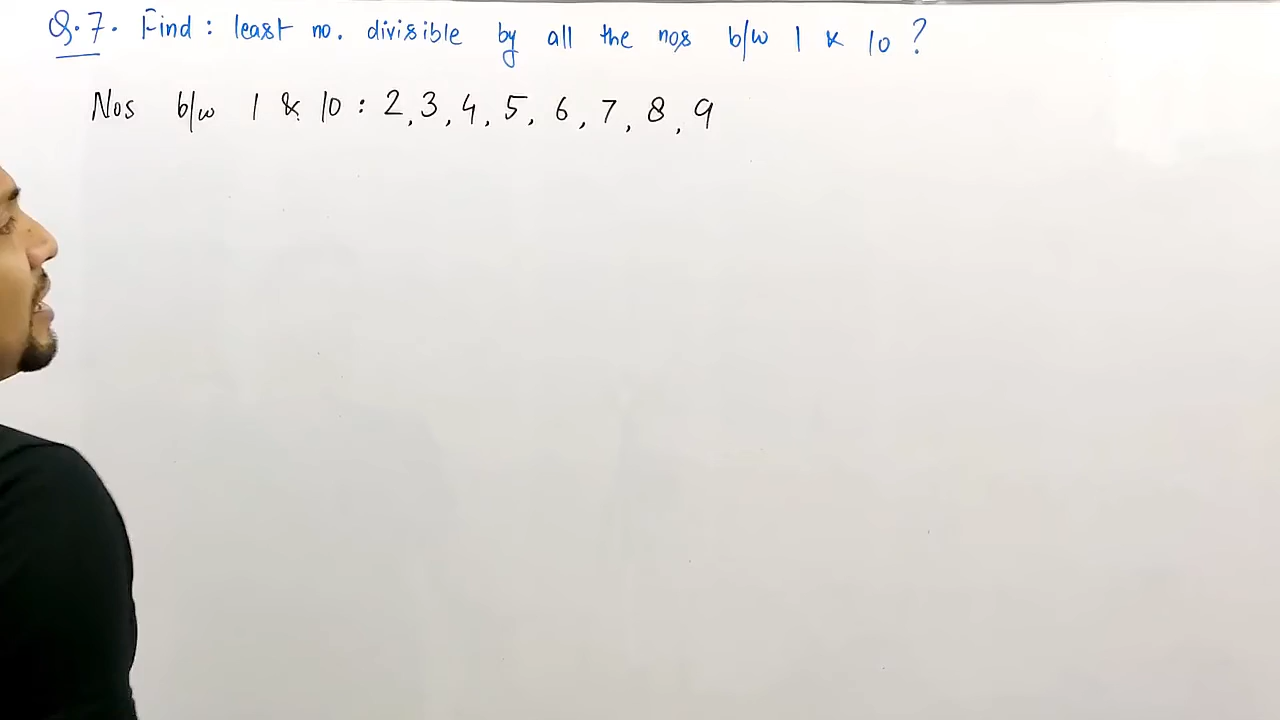 Q.7. Find : least no. divisible by all the nos b/w 1 & 10 ?
Nos b/w 1 & 10 : 2, 3, 4, 5, 6, 7, 8, 9